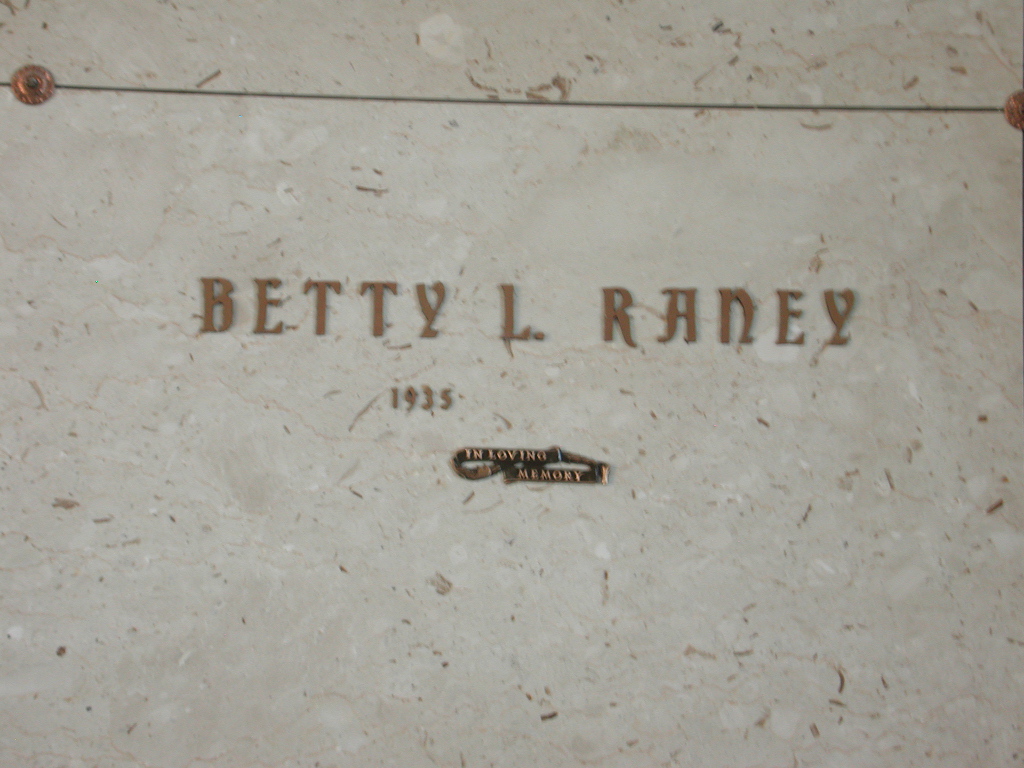 BETTY L. RANEY
1935
IN LOVING
MEMORY